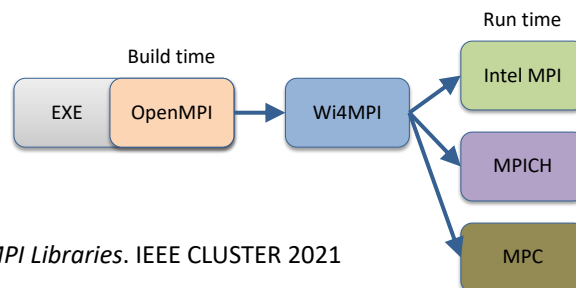 Run time
Build time
Intel MPI
EXE
OpenMPI
Wi4MPI
MPICH
MPI Libraries. IEEE CLUSTER 2021
MPC